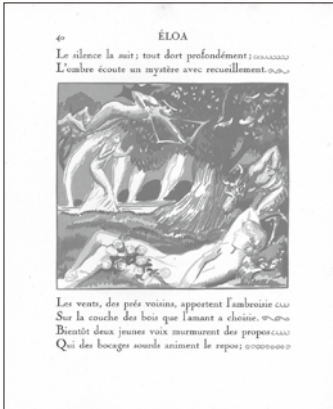 40
ÉLOA
Le silence la suit; tout dort profondément;
L'ombre écoute un mystère avec recueillement.
Les vents, des prés voisins, apportent l'ambroisie
Sur la couche des bois que l'amant a choisie.
Bientôt deux jeunes voix murmurent des propos
Qui des bocages sourds animent le repos;